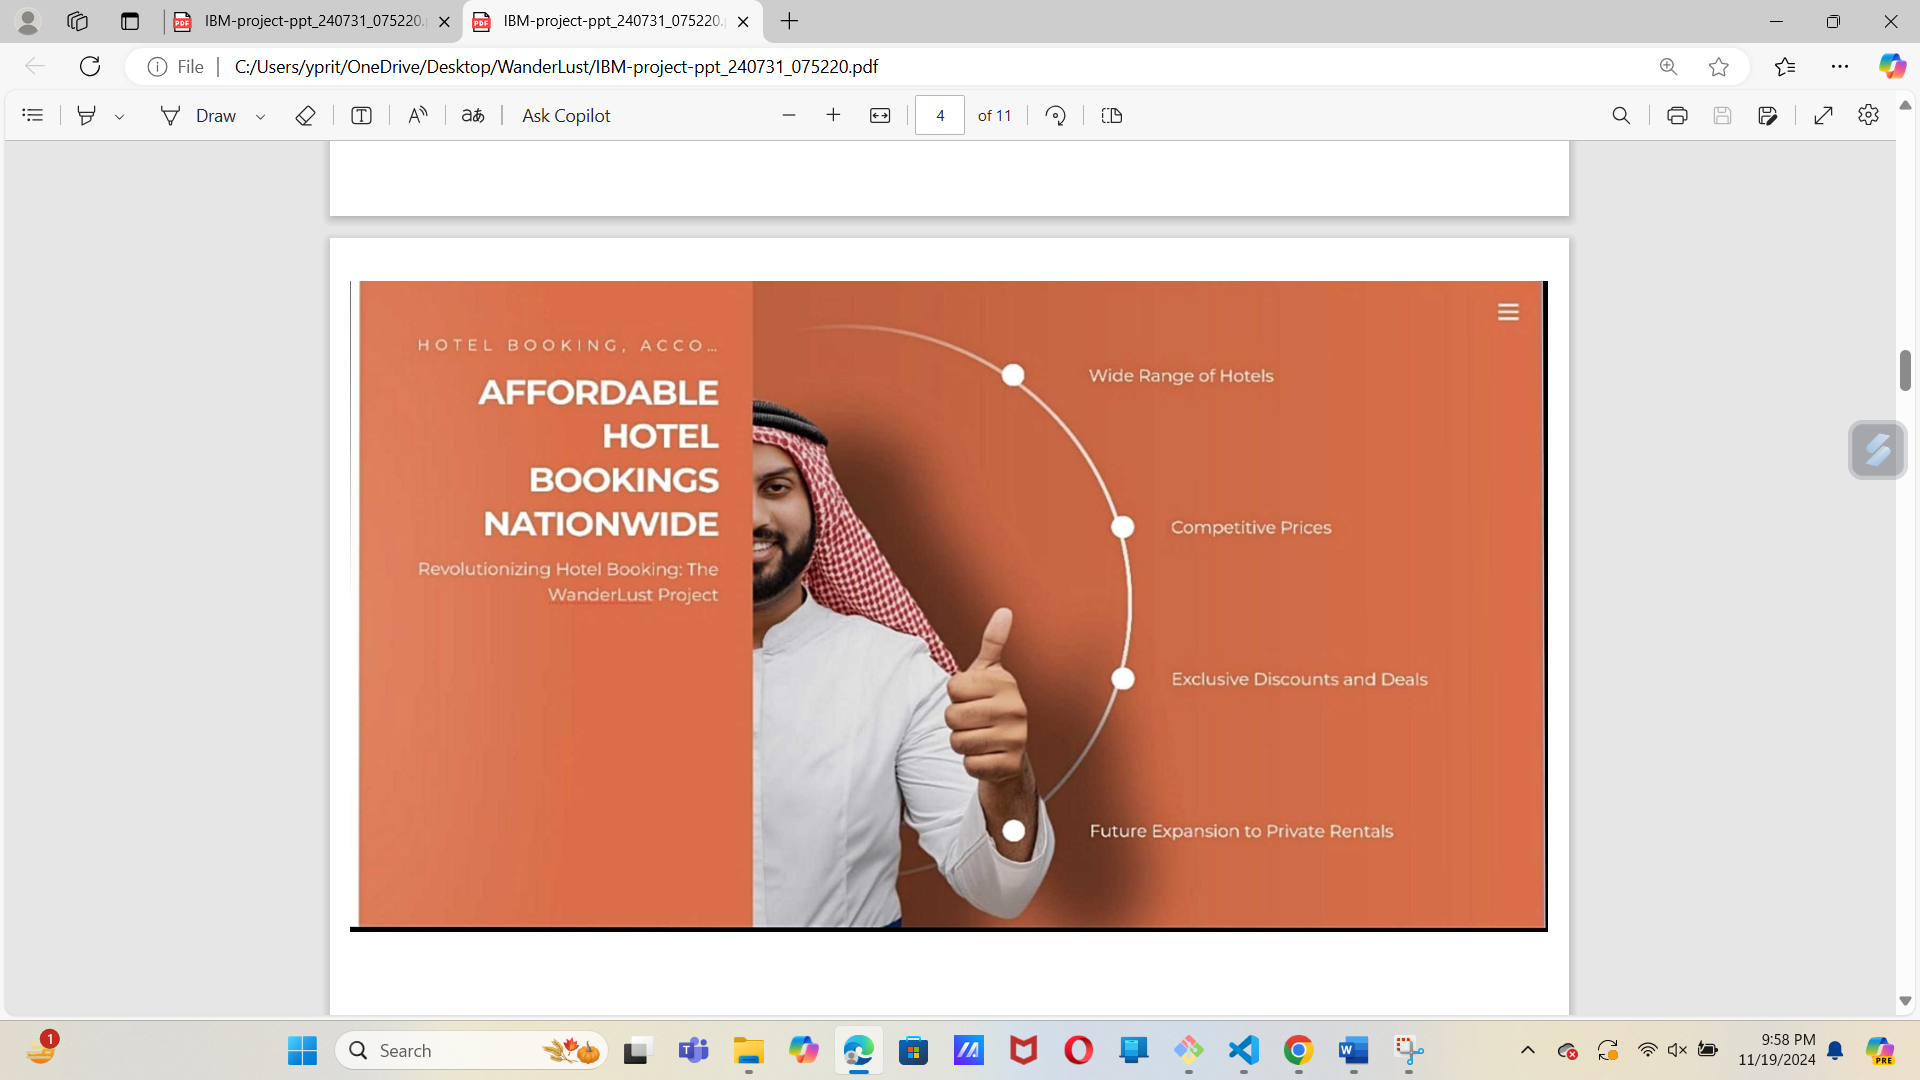 IBM-project-ppt_240731_075220.
IBM-project-ppt_240731_075220.
File
C:/Users/yprit/OneDrive/Desktop/WanderLust/IBM-project-ppt_240731_075220.pdf
Draw
Ask Copilot
4
of 11
HOTEL BOOKING, ACCO…
AFFORDABLE
HOTEL
BOOKINGS
NATIONWIDE
Revolutionizing Hotel Booking: The
WanderLust Project
Wide Range of Hotels
Competitive Prices
Exclusive Discounts and Deals
Future Expansion to Private Rentals
1
Search
9:58 PM
11/19/2024
PRE